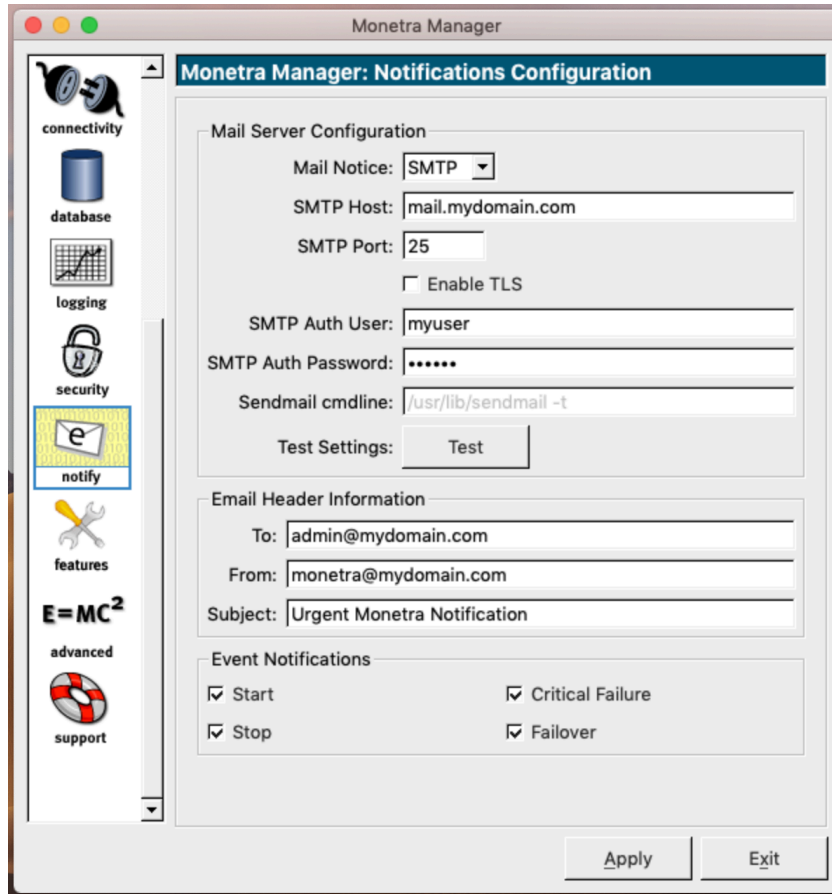 Monetra Manager
connectivity
database
logging
security
e
notify
features
E=MC²
advanced
support
Monetra Manager: Notifications Configuration
Mail Server Configuration
Mail Notice: SMTP
SMTP Host: mail.mydomain.com
SMTP Port: 25
Enable TLS
SMTP Auth User: myuser
SMTP Auth Password: ••••••
Sendmail cmdline: /usr/lib/sendmail -t
Test Settings: Test
Email Header Information
To: admin@mydomain.com
From: monetra@mydomain.com
Subject: Urgent Monetra Notification
Event Notifications
Start Critical Failure
Stop Failover
Apply Exit